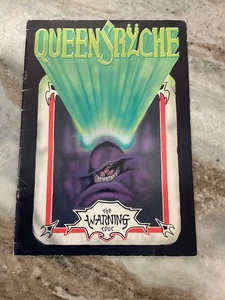 QUEENSRŸCHE
the
WARNING
tour